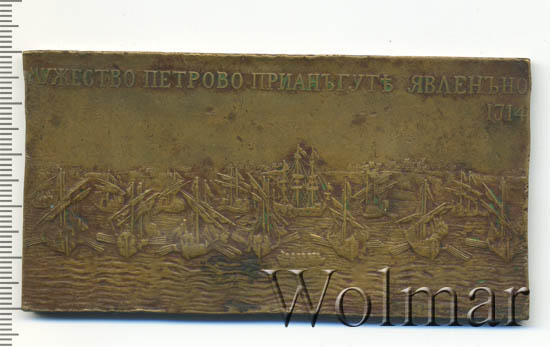 МУЖЕСТВО ПЕТРОВО ПРИАНЪГУТѢ ЯВЛЕНЪНО
1714
Wolmar